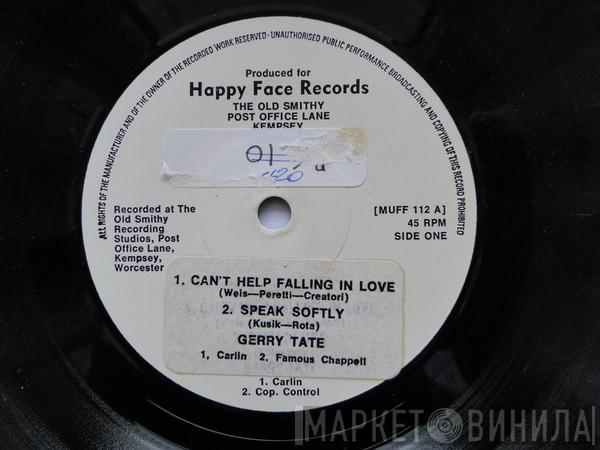 ALL RIGHTS OF THE MANUFACTURER AND OF THE OWNER OF THE RECORDED WORK RESERVED - UNAUTHORISED PUBLIC PERFORMANCE BROADCASTING AND COPYING OF THIS RECORD PROHIBITED
Produced for
Happy Face Records
THE OLD SMITHY
POST OFFICE LANE
KEMPSEY
Recorded at The
Old Smithy
Recording
Studios, Post
Office Lane,
Kempsey,
Worcester
[MUFF 112 A]
45 RPM
SIDE ONE
1. CAN'T HELP FALLING IN LOVE
(Weis—Peretti—Creatorl)
2. SPEAK SOFTLY
(Kusik—Rota)
GERRY TATE
1, Carlin 2. Famous Chappell
1. Carlin
2. Cop. Control
МАРКЕТ ВИНИЛА